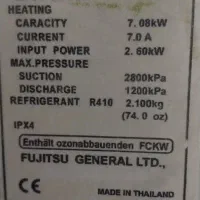 HEATING
CAPACITY 7.08kW
CURRENT 7.0 A
INPUT POWER 2.60kW
MAX.PRESSURE
SUCTION 2800kPa
DISCHARGE 1200kPa
REFRIGERANT R410 2.100kg
(74.0 oz)
IPX4
Enthält ozonabbauenden FCKW
FUJITSU GENERAL LTD.,
CE MADE IN THAILAND